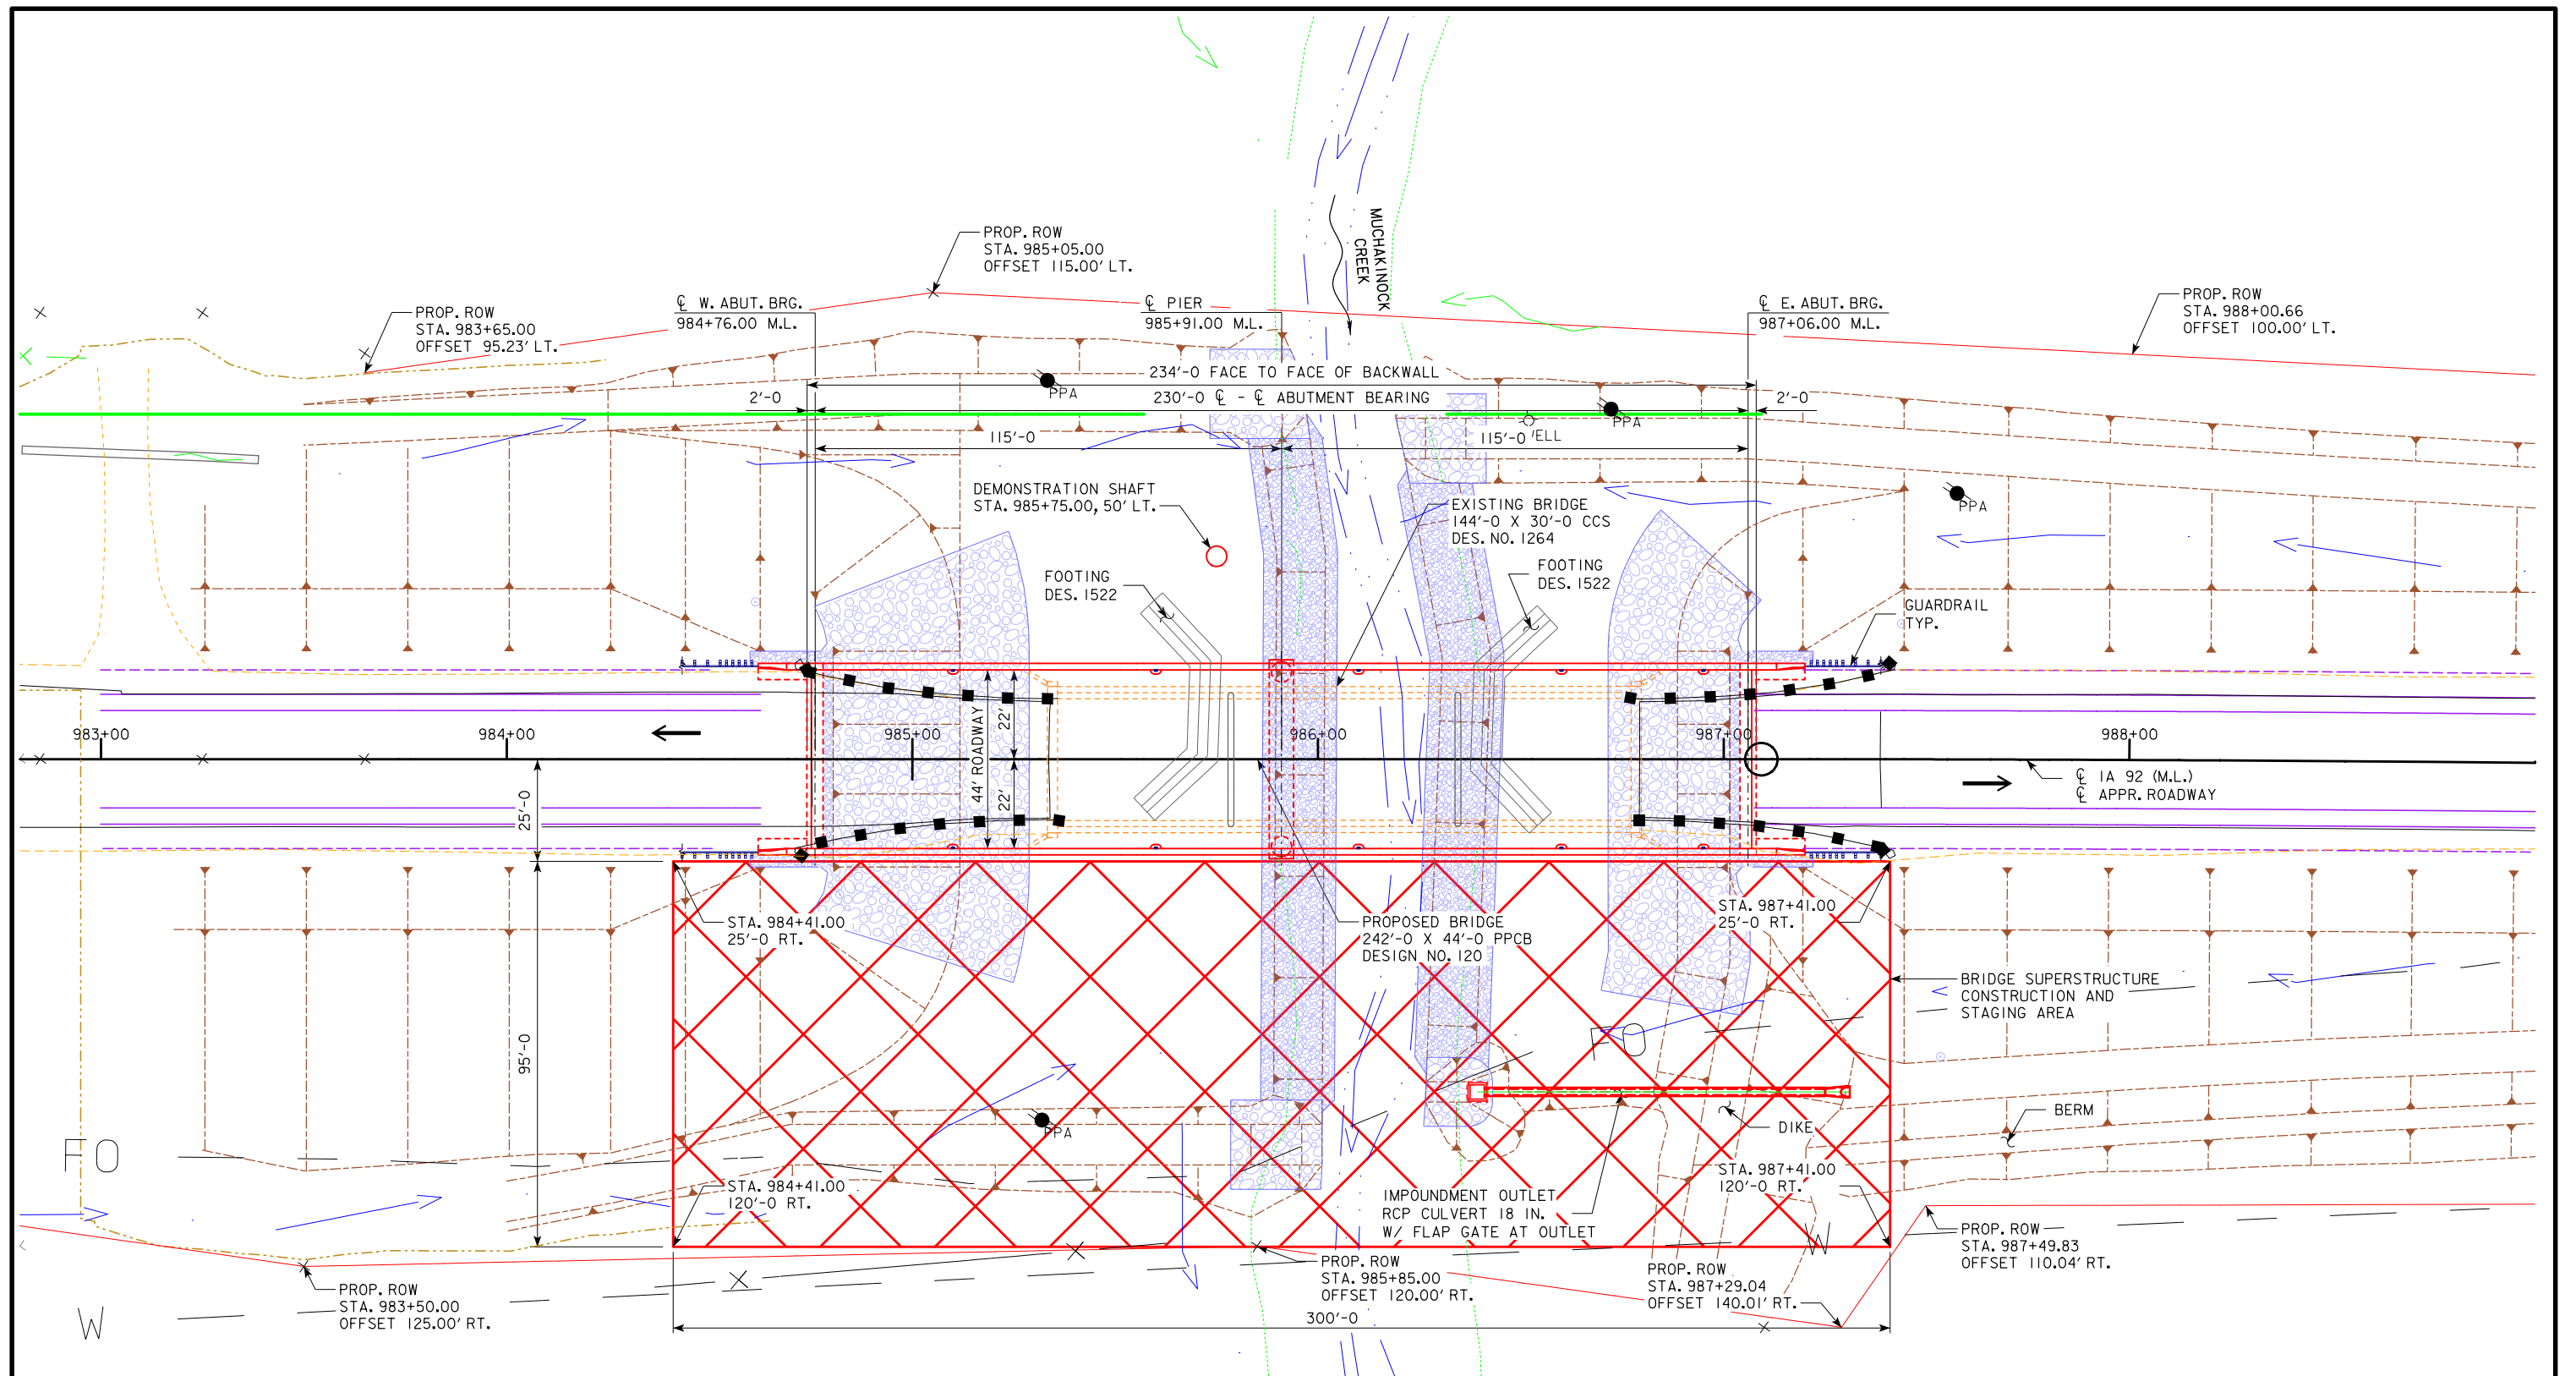 MUCHAKINOCK
CREEK
PROP. ROW
STA. 985+05.00
OFFSET 115.00' LT.
PROP. ROW
STA. 983+65.00
OFFSET 95.23' LT.
℄ W. ABUT. BRG.
984+76.00 M.L.
℄ PIER
985+91.00 M.L.
℄ E. ABUT. BRG.
987+06.00 M.L.
PROP. ROW
STA. 988+00.66
OFFSET 100.00' LT.
234'-0 FACE TO FACE OF BACKWALL
2'-0
230'-0 ℄ - ℄ ABUTMENT BEARING
2'-0
PPA
PPA
115'-0
115'-0
ELL
DEMONSTRATION SHAFT
STA. 985+75.00, 50' LT.
EXISTING BRIDGE
144'-0 X 30'-0 CCS
DES. NO. 1264
PPA
FOOTING
DES. 1522
FOOTING
DES. 1522
GUARDRAIL
TYP.
983+00
984+00
985+00
986+00
987+00
988+00
44' ROADWAY
22'
22'
25'-0
℄ IA 92 (M.L.)
℄ APPR. ROADWAY
STA. 984+41.00
25'-0 RT.
PROPOSED BRIDGE
242'-0 X 44'-0 PPCB
DESIGN NO. 120
STA. 987+41.00
25'-0 RT.
BRIDGE SUPERSTRUCTURE
CONSTRUCTION AND
STAGING AREA
95'-0
FO
FO
PPA
DIKE
BERM
STA. 984+41.00
120'-0 RT.
IMPOUNDMENT OUTLET
RCP CULVERT 18 IN.
W/ FLAP GATE AT OUTLET
STA. 987+41.00
120'-0 RT.
W
PROP. ROW
STA. 987+49.83
OFFSET 110.04' RT.
PROP. ROW
STA. 985+85.00
OFFSET 120.00' RT.
PROP. ROW
STA. 987+29.04
OFFSET 140.01' RT.
PROP. ROW
STA. 983+50.00
OFFSET 125.00' RT.
W
300'-0